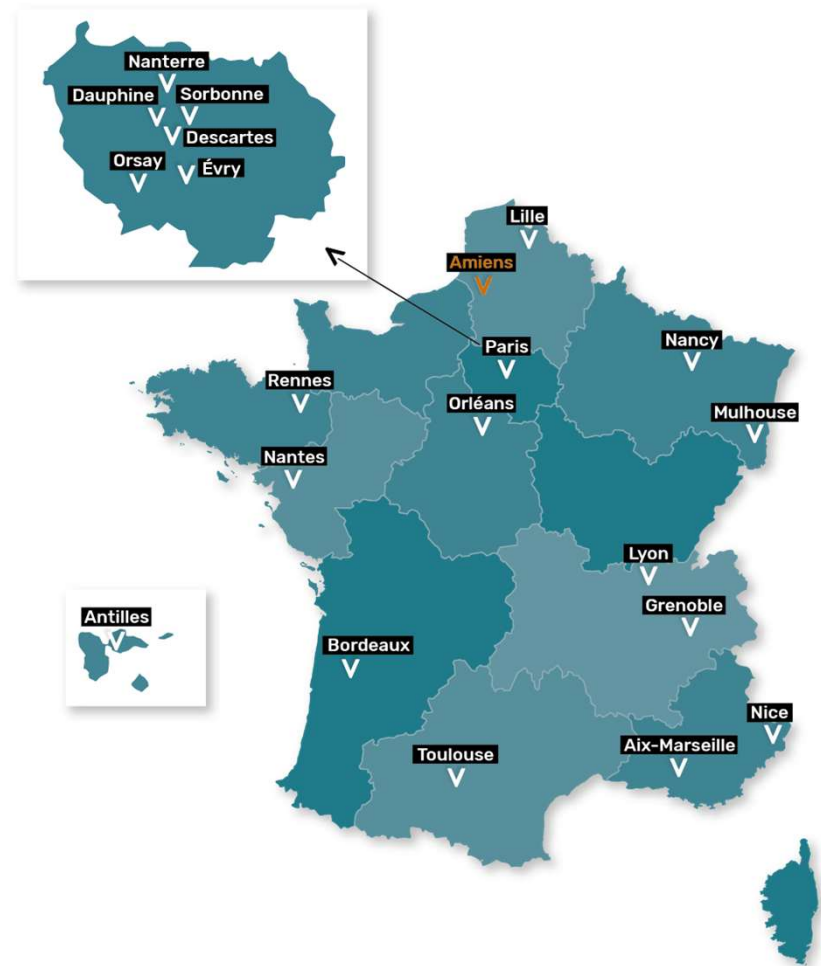 Nanterre
Dauphine
Sorbonne
Descartes
Orsay
Évry
Lille
Amiens
Paris
Nancy
Rennes
Orléans
Mulhouse
Nantes
Lyon
Grenoble
Antilles
Bordeaux
Nice
Aix-Marseille
Toulouse